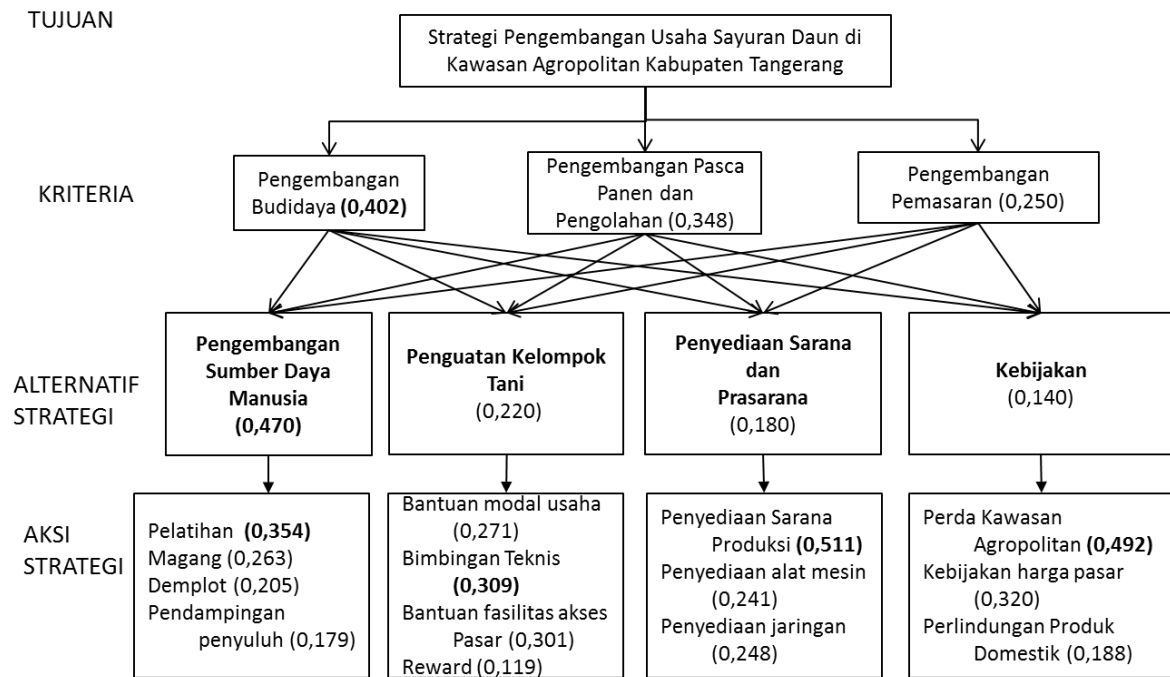 TUJUAN
Strategi Pengembangan Usaha Sayuran Daun di
Kawasan Agropolitan Kabupaten Tangerang
KRITERIA
Pengembangan
Budidaya (0,402)
Pengembangan Pasca
Panen dan
Pengolahan (0,348)
Pengembangan
Pemasaran (0,250)
ALTERNATIF
STRATEGI
Pengembangan
Sumber Daya
Manusia
(0,470)
Penguatan Kelompok
Tani
(0,220)
Penyediaan Sarana
dan
Prasarana
(0,180)
Kebijakan
(0,140)
AKSI
STRATEGI
Pelatihan (0,354)
Magang (0,263)
Demplot (0,205)
Pendampingan
penyuluh (0,179)
Bantuan modal usaha
(0,271)
Bimbingan Teknis
(0,309)
Bantuan fasilitas akses
Pasar (0,301)
Reward (0,119)
Penyediaan Sarana
Produksi (0,511)
Penyediaan alat mesin
(0,241)
Penyediaan jaringan
(0,248)
Perda Kawasan
Agropolitan (0,492)
Kebijakan harga pasar
(0,320)
Perlindungan Produk
Domestik (0,188)